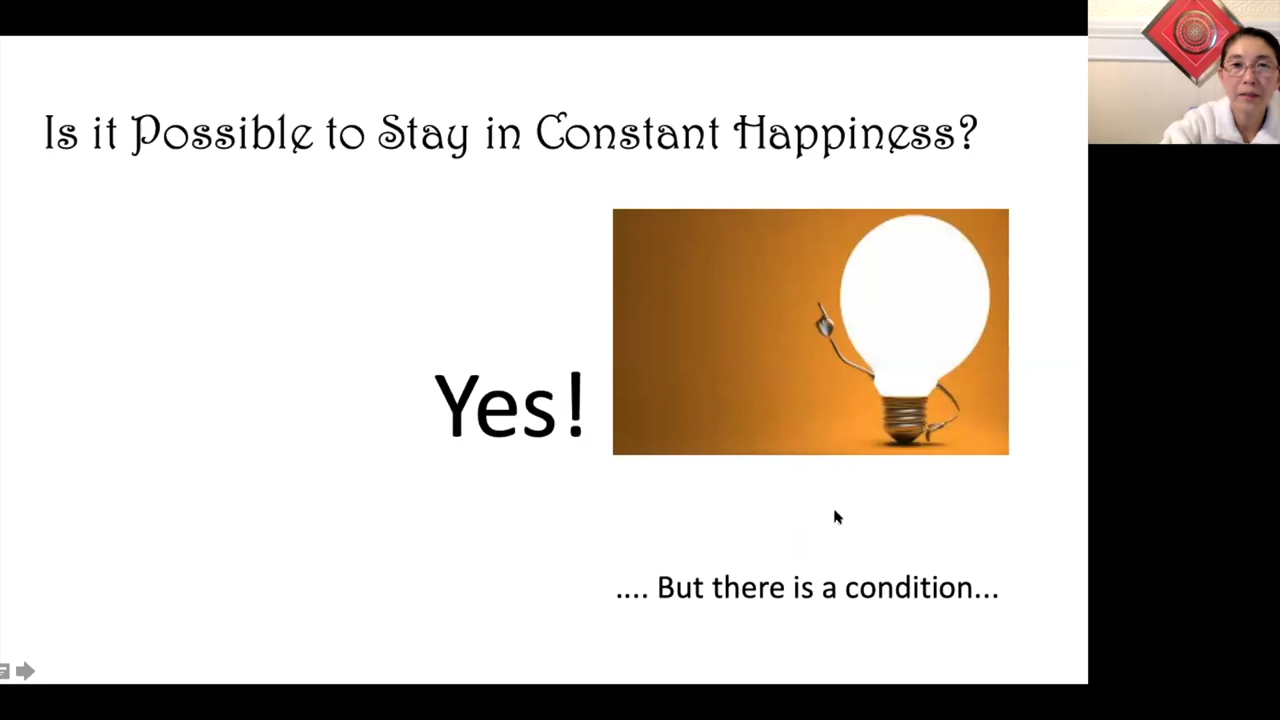 Is it Possible to Stay in Constant Happiness?
Yes!
.... But there is a condition...